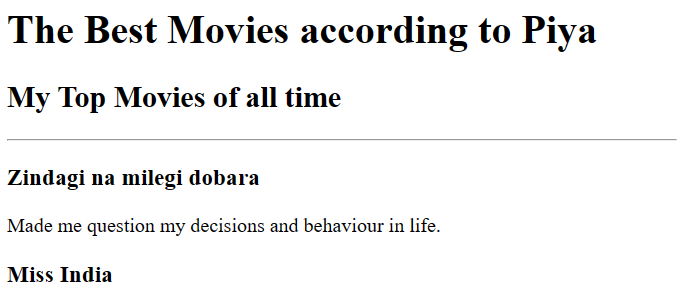 The Best Movies according to Piya
My Top Movies of all time
Zindagi na milegi dobara
Made me question my decisions and behaviour in life.
Miss India